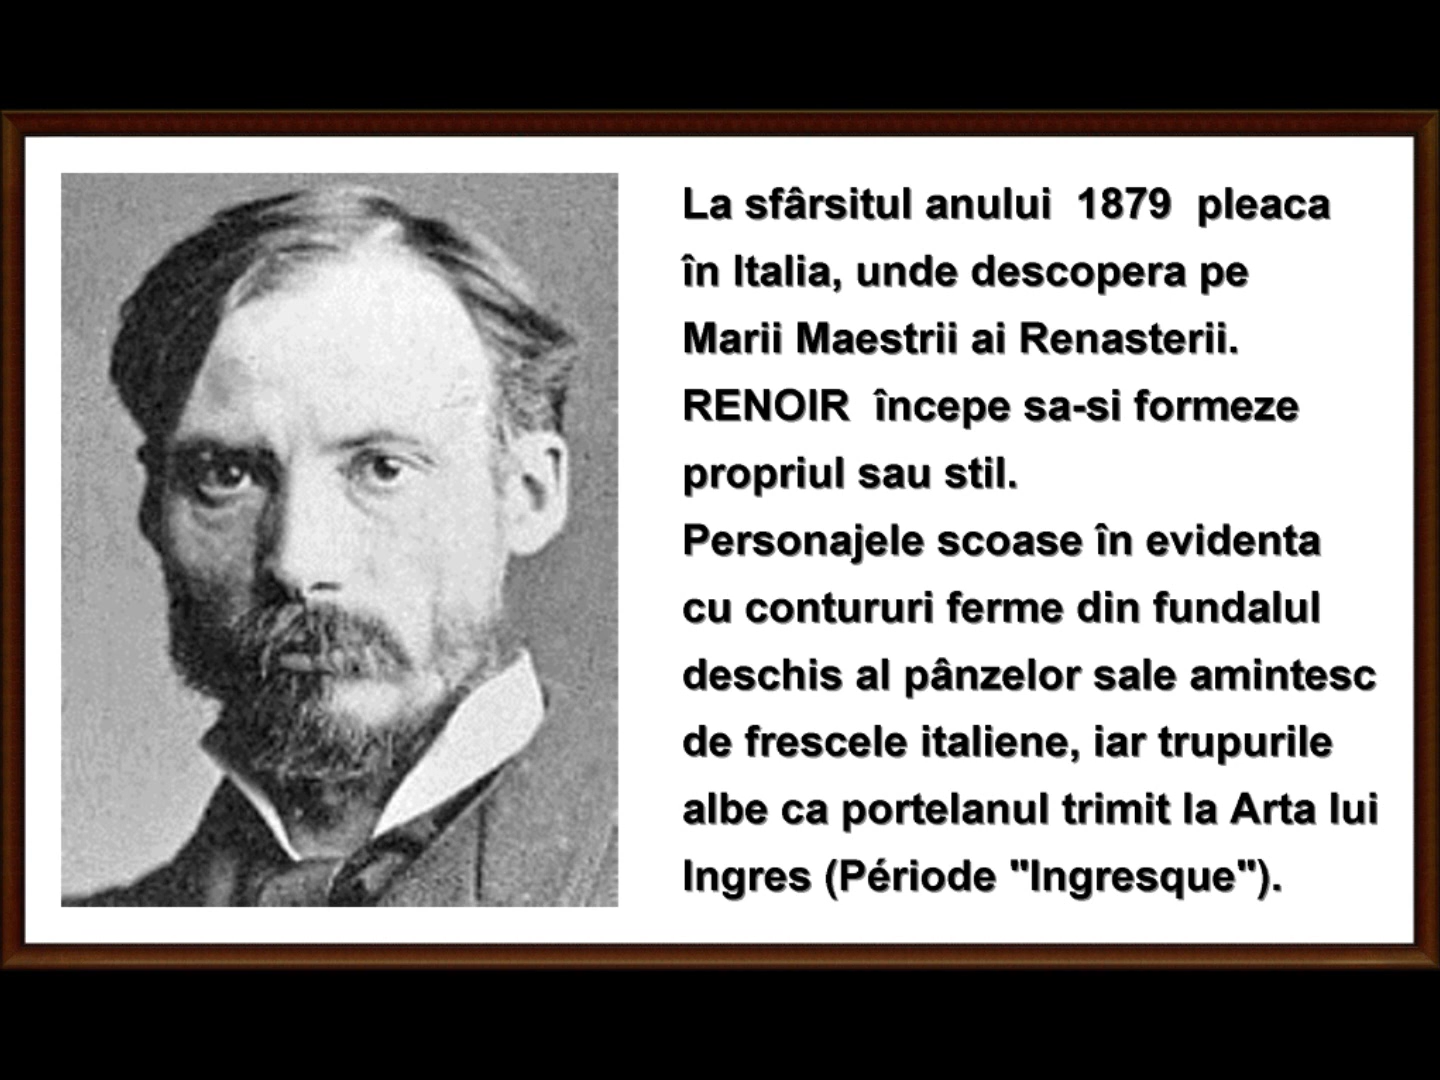 La sfârsitul anului 1879 pleaca
în Italia, unde descopera pe
Marii Maestrii ai Renasterii.
RENOIR începe sa-si formeze
propriul sau stil.
Personajele scoase în evidenta
cu contururi ferme din fundalul
deschis al pânzelor sale amintesc
de frescele italiene, iar trupurile
albe ca portelanul trimit la Arta lui
Ingres (Période "Ingresque").